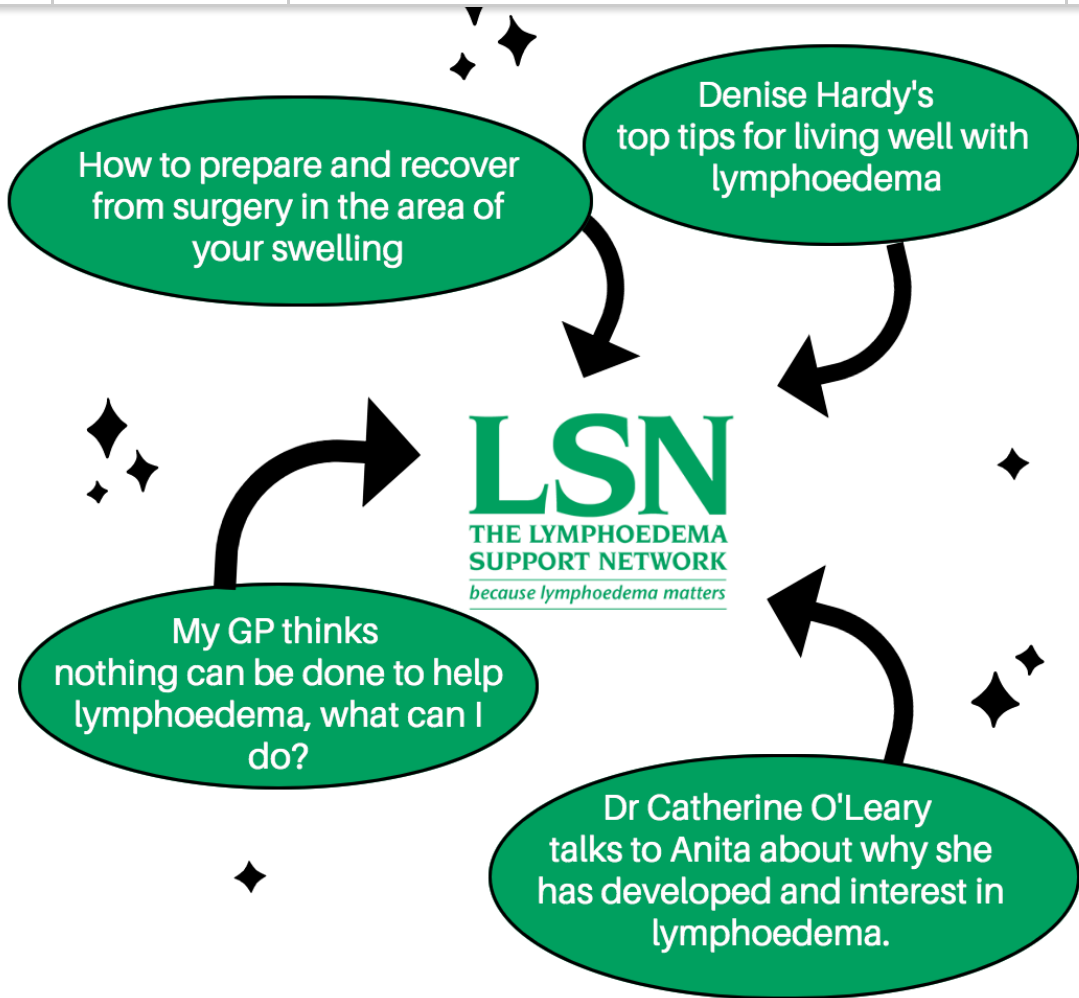 How to prepare and recover
from surgery in the area of
your swelling
Denise Hardy's
top tips for living well with
lymphoedema
LSN
THE LYMPHOEDEMA
SUPPORT NETWORK
because lymphoedema matters
My GP thinks
nothing can be done to help
lymphoedema, what can I
do?
Dr Catherine O'Leary
talks to Anita about why she
has developed and interest in
lymphoedema.